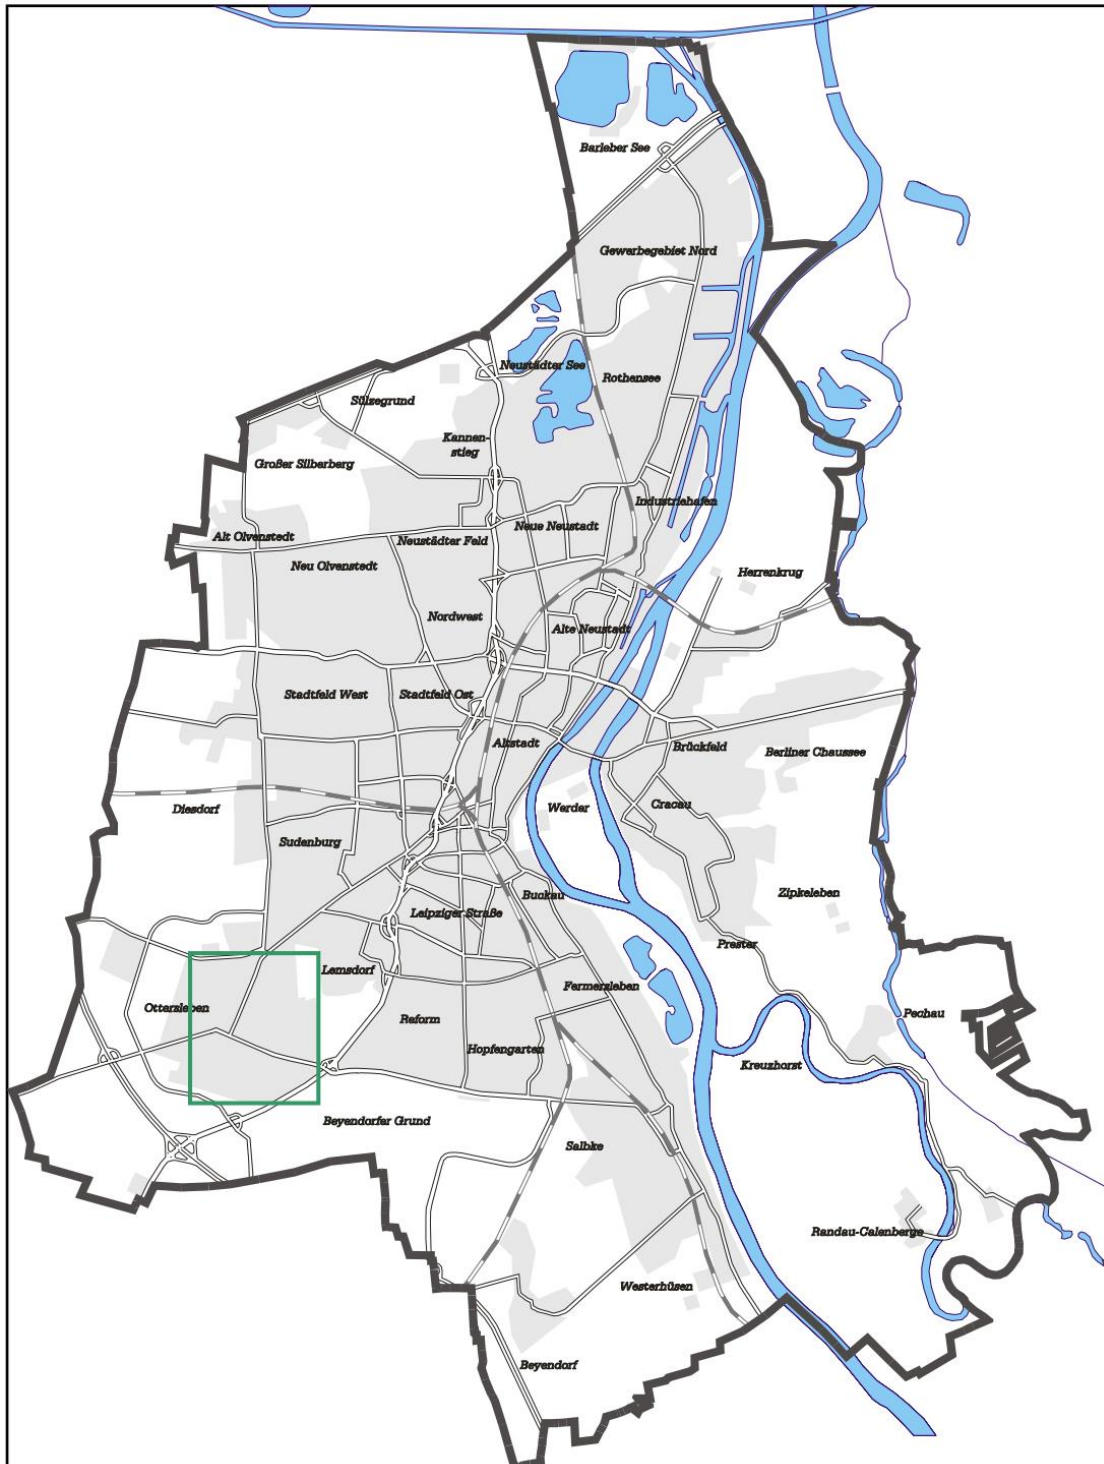 Barleber See
Gewerbegebiet Nord
Neustädter See
Rothensee
Sülzegrund
Kannen-
stieg
Großer Silberberg
Industriehafen
Neue Neustadt
Alt Olvenstedt
Neustädter Feld
Neu Olvenstedt
Herrenkrug
Nordwest
Alte Neustadt
Stadtfeld West
Stadtfeld Ost
Altstadt
Brückfeld
Berliner Chaussee
Diesdorf
Werder
Cracau
Sudenburg
Buckau
Zipkeleben
Leipziger Straße
Prester
Lemsdorf
Fermersleben
Ottersleben
Reform
Pechau
Hopfengarten
Kreuzhorst
Beyendorfer Grund
Salbke
Randau-Calenberge
Westerhüsen
Beyendorf